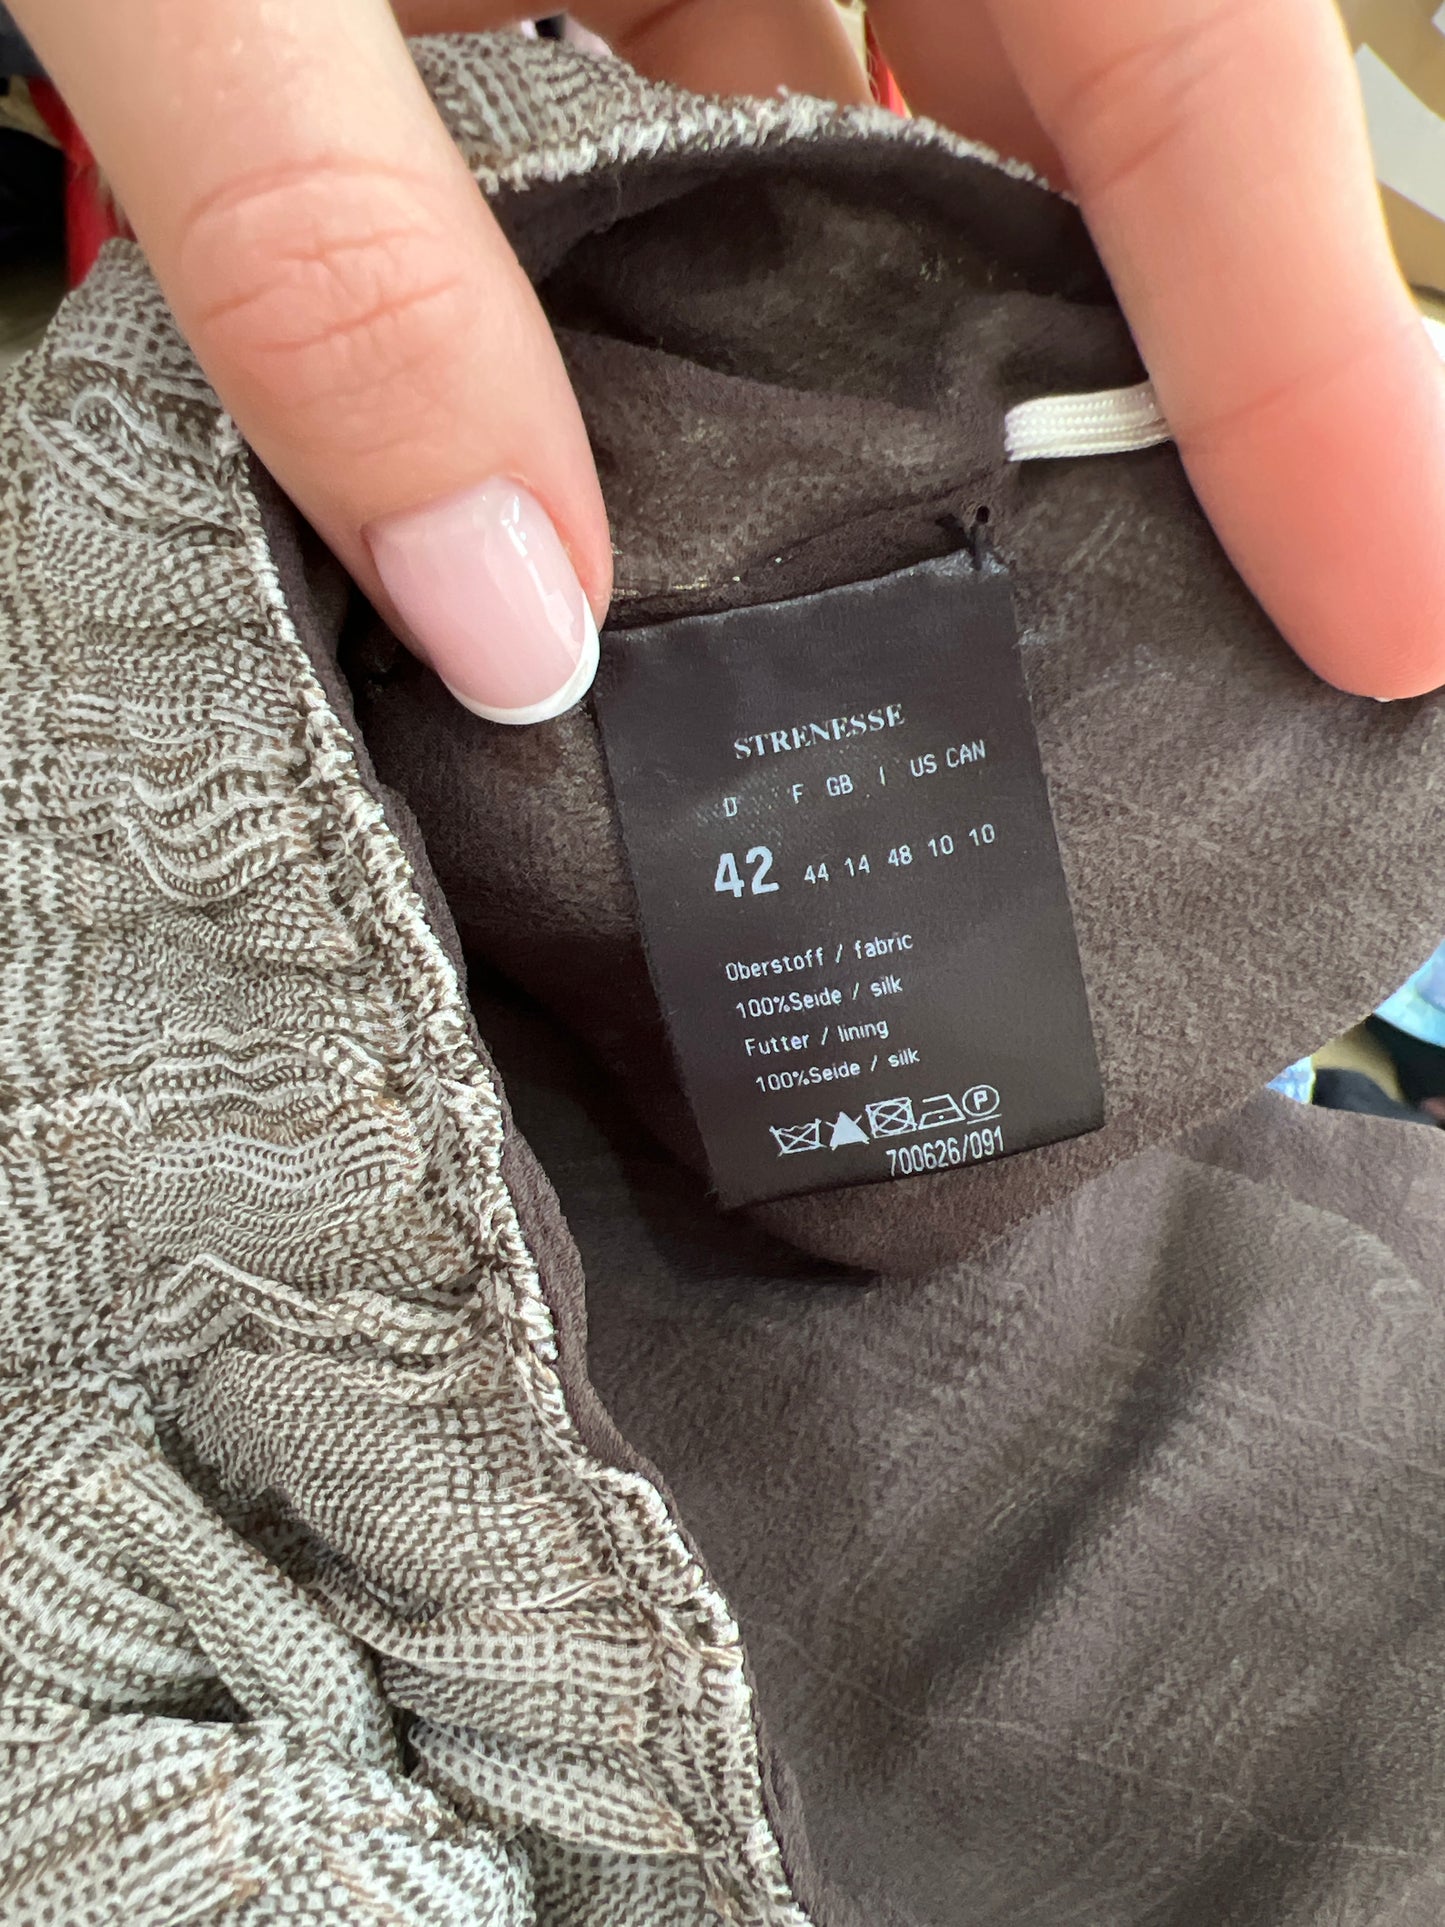 STRENESSE
D F GB I US CAN
42 44 14 48 10 10
Oberstoff / fabric
100%Seide / silk
Futter / lining
100%Seide / silk
P
700626/091